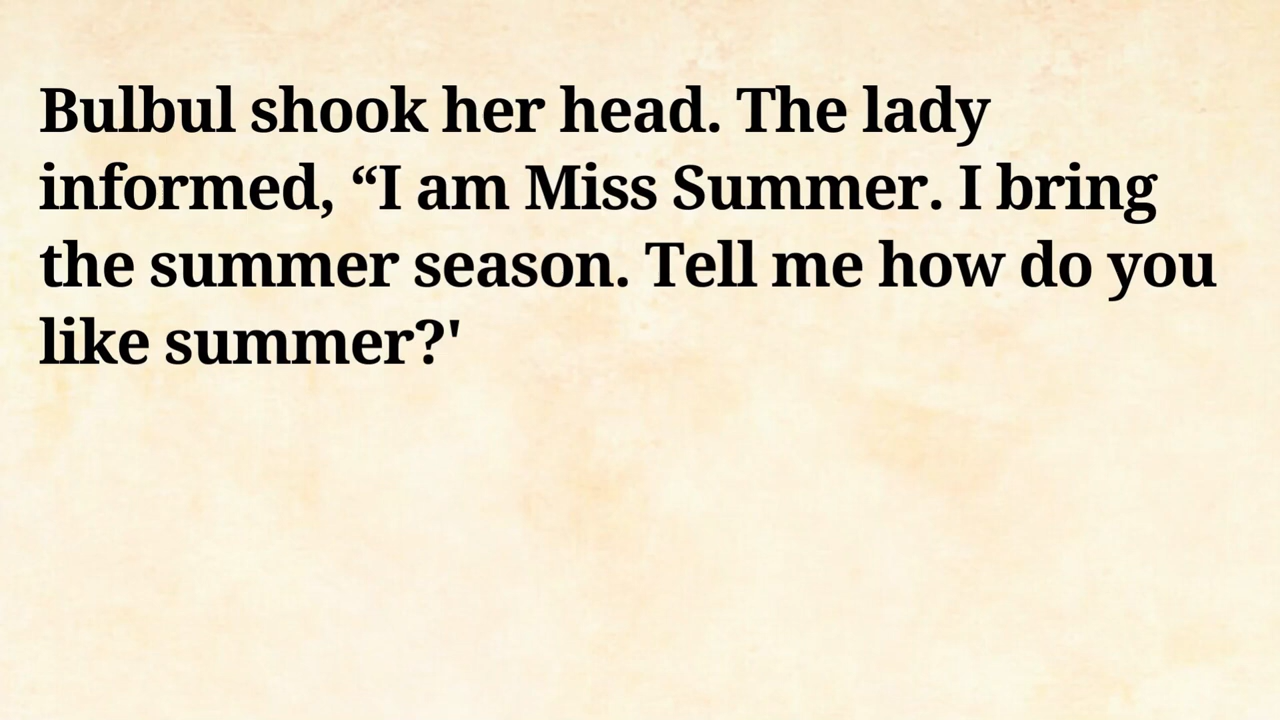 Bulbul shook her head. The lady
informed, “I am Miss Summer. I bring
the summer season. Tell me how do you
like summer?'